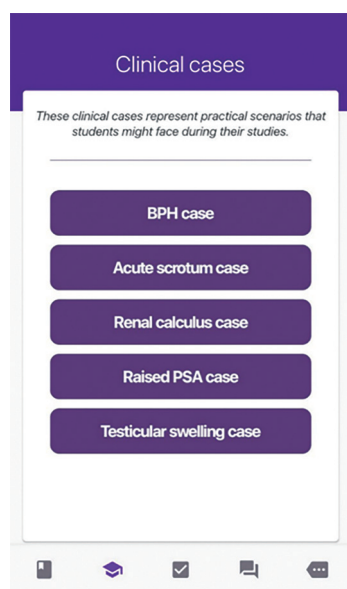 Clinical cases
These clinical cases represent practical scenarios that
students might face during their studies.
BPH case
Acute scrotum case
Renal calculus case
Raised PSA case
Testicular swelling case